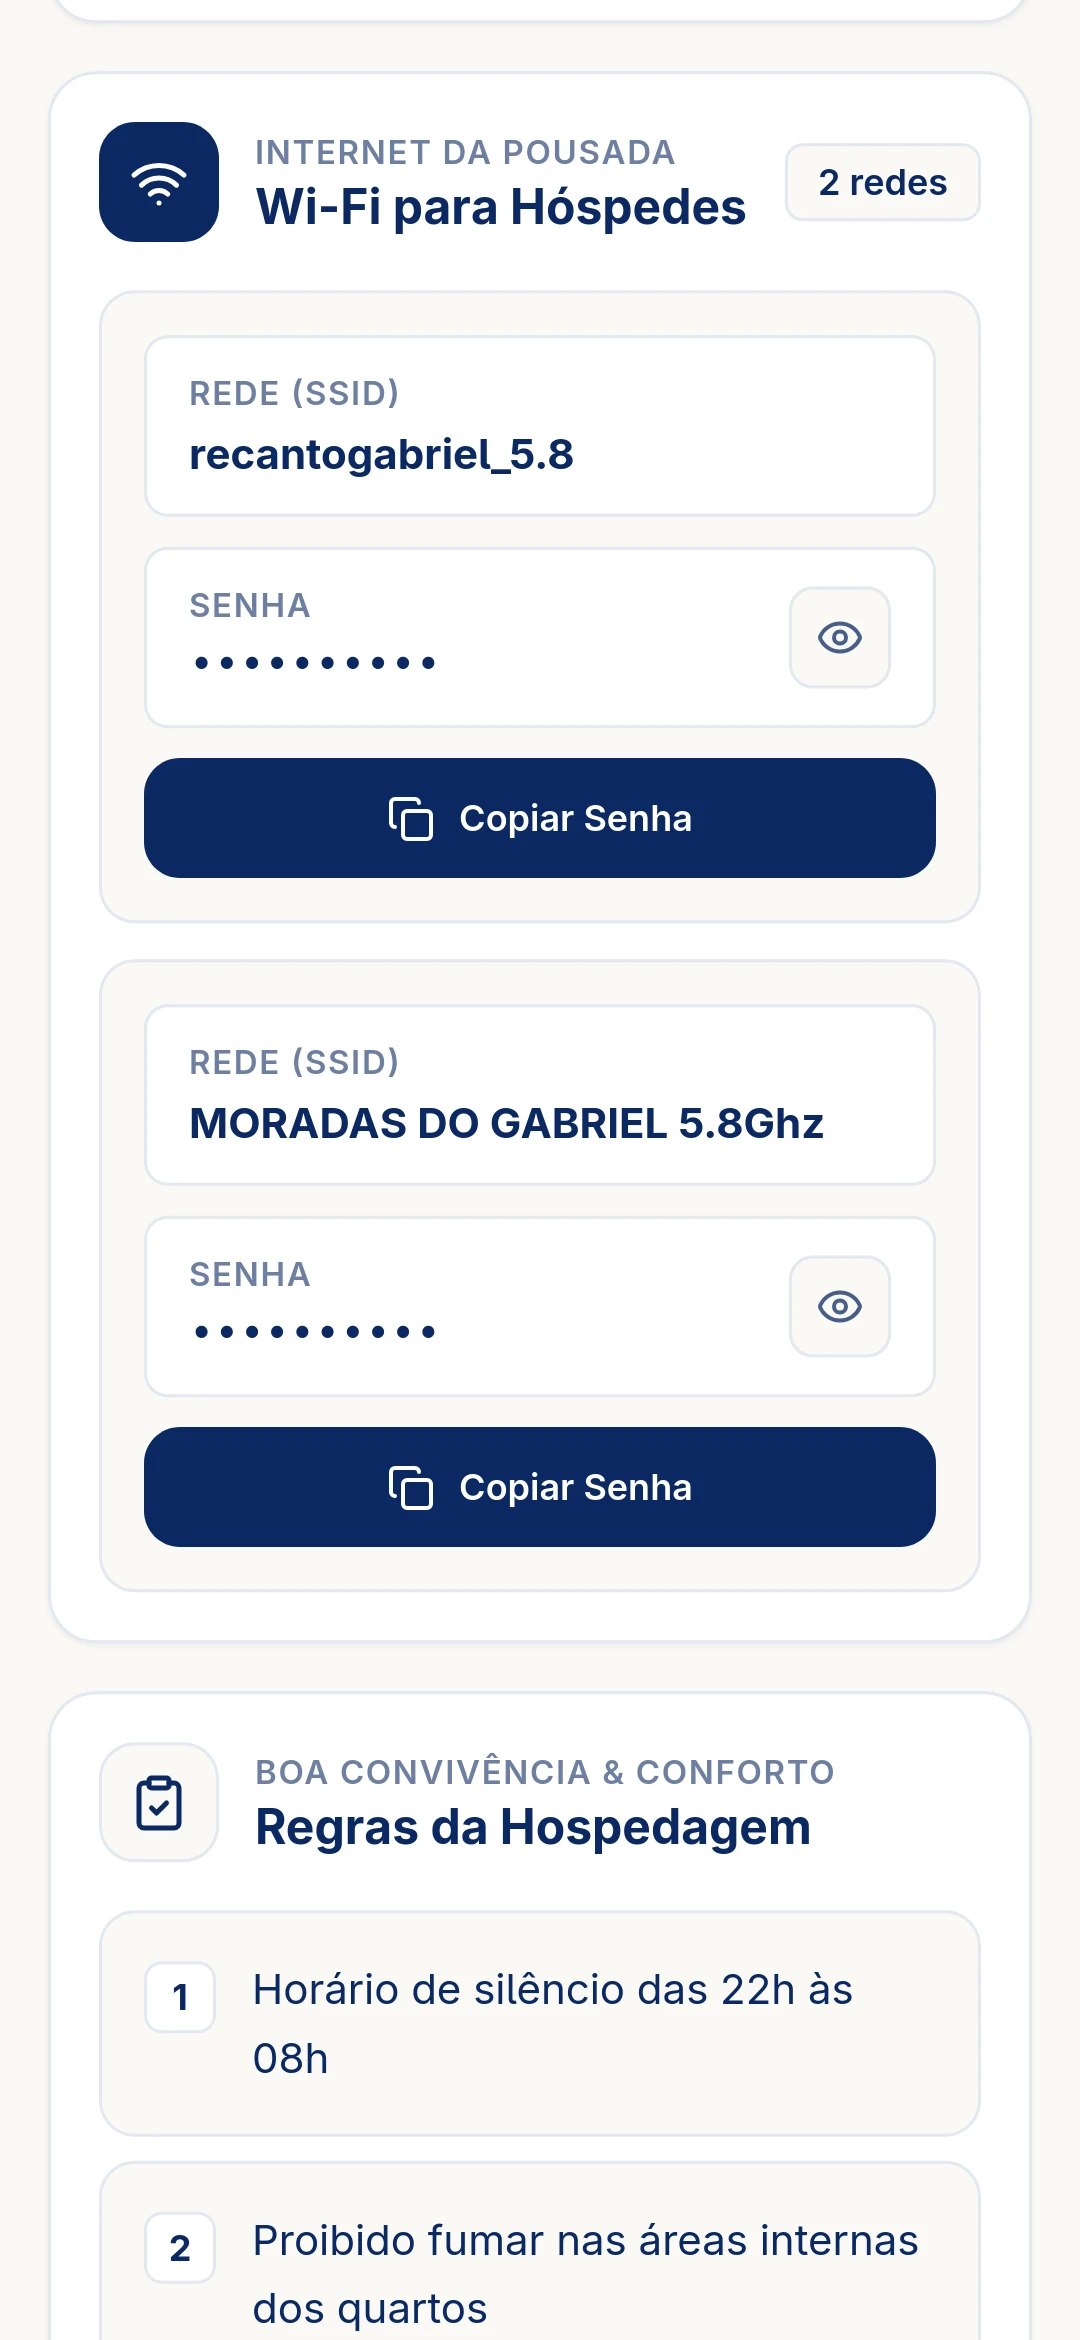 INTERNET DA POUSADA
Wi-Fi para Hóspedes
2 redes
REDE (SSID)
recantogabriel_5.8
SENHA
••••••••••
Copiar Senha
REDE (SSID)
MORADAS DO GABRIEL 5.8Ghz
SENHA
••••••••••
Copiar Senha
BOA CONVIVÊNCIA & CONFORTO
Regras da Hospedagem
1
Horário de silêncio das 22h às
08h
2
Proibido fumar nas áreas internas
dos quartos